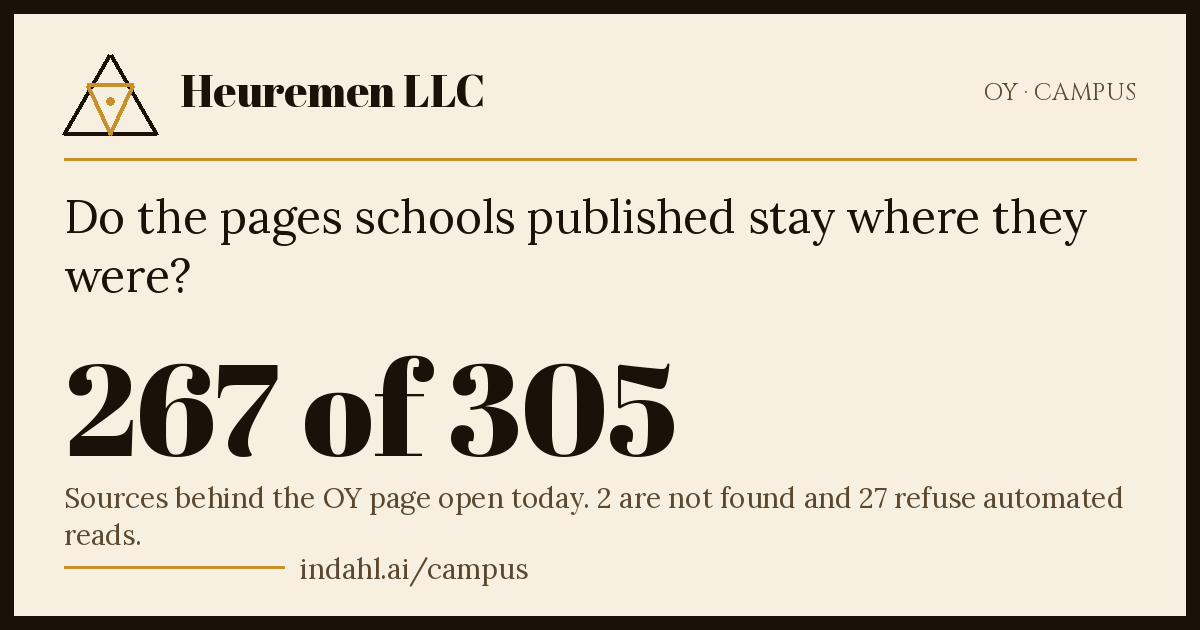 Heuremen LLC
OY · CAMPUS
Do the pages schools published stay where they
were?
267 of 305
Sources behind the OY page open today. 2 are not found and 27 refuse automated
reads.
indahl.ai/campus